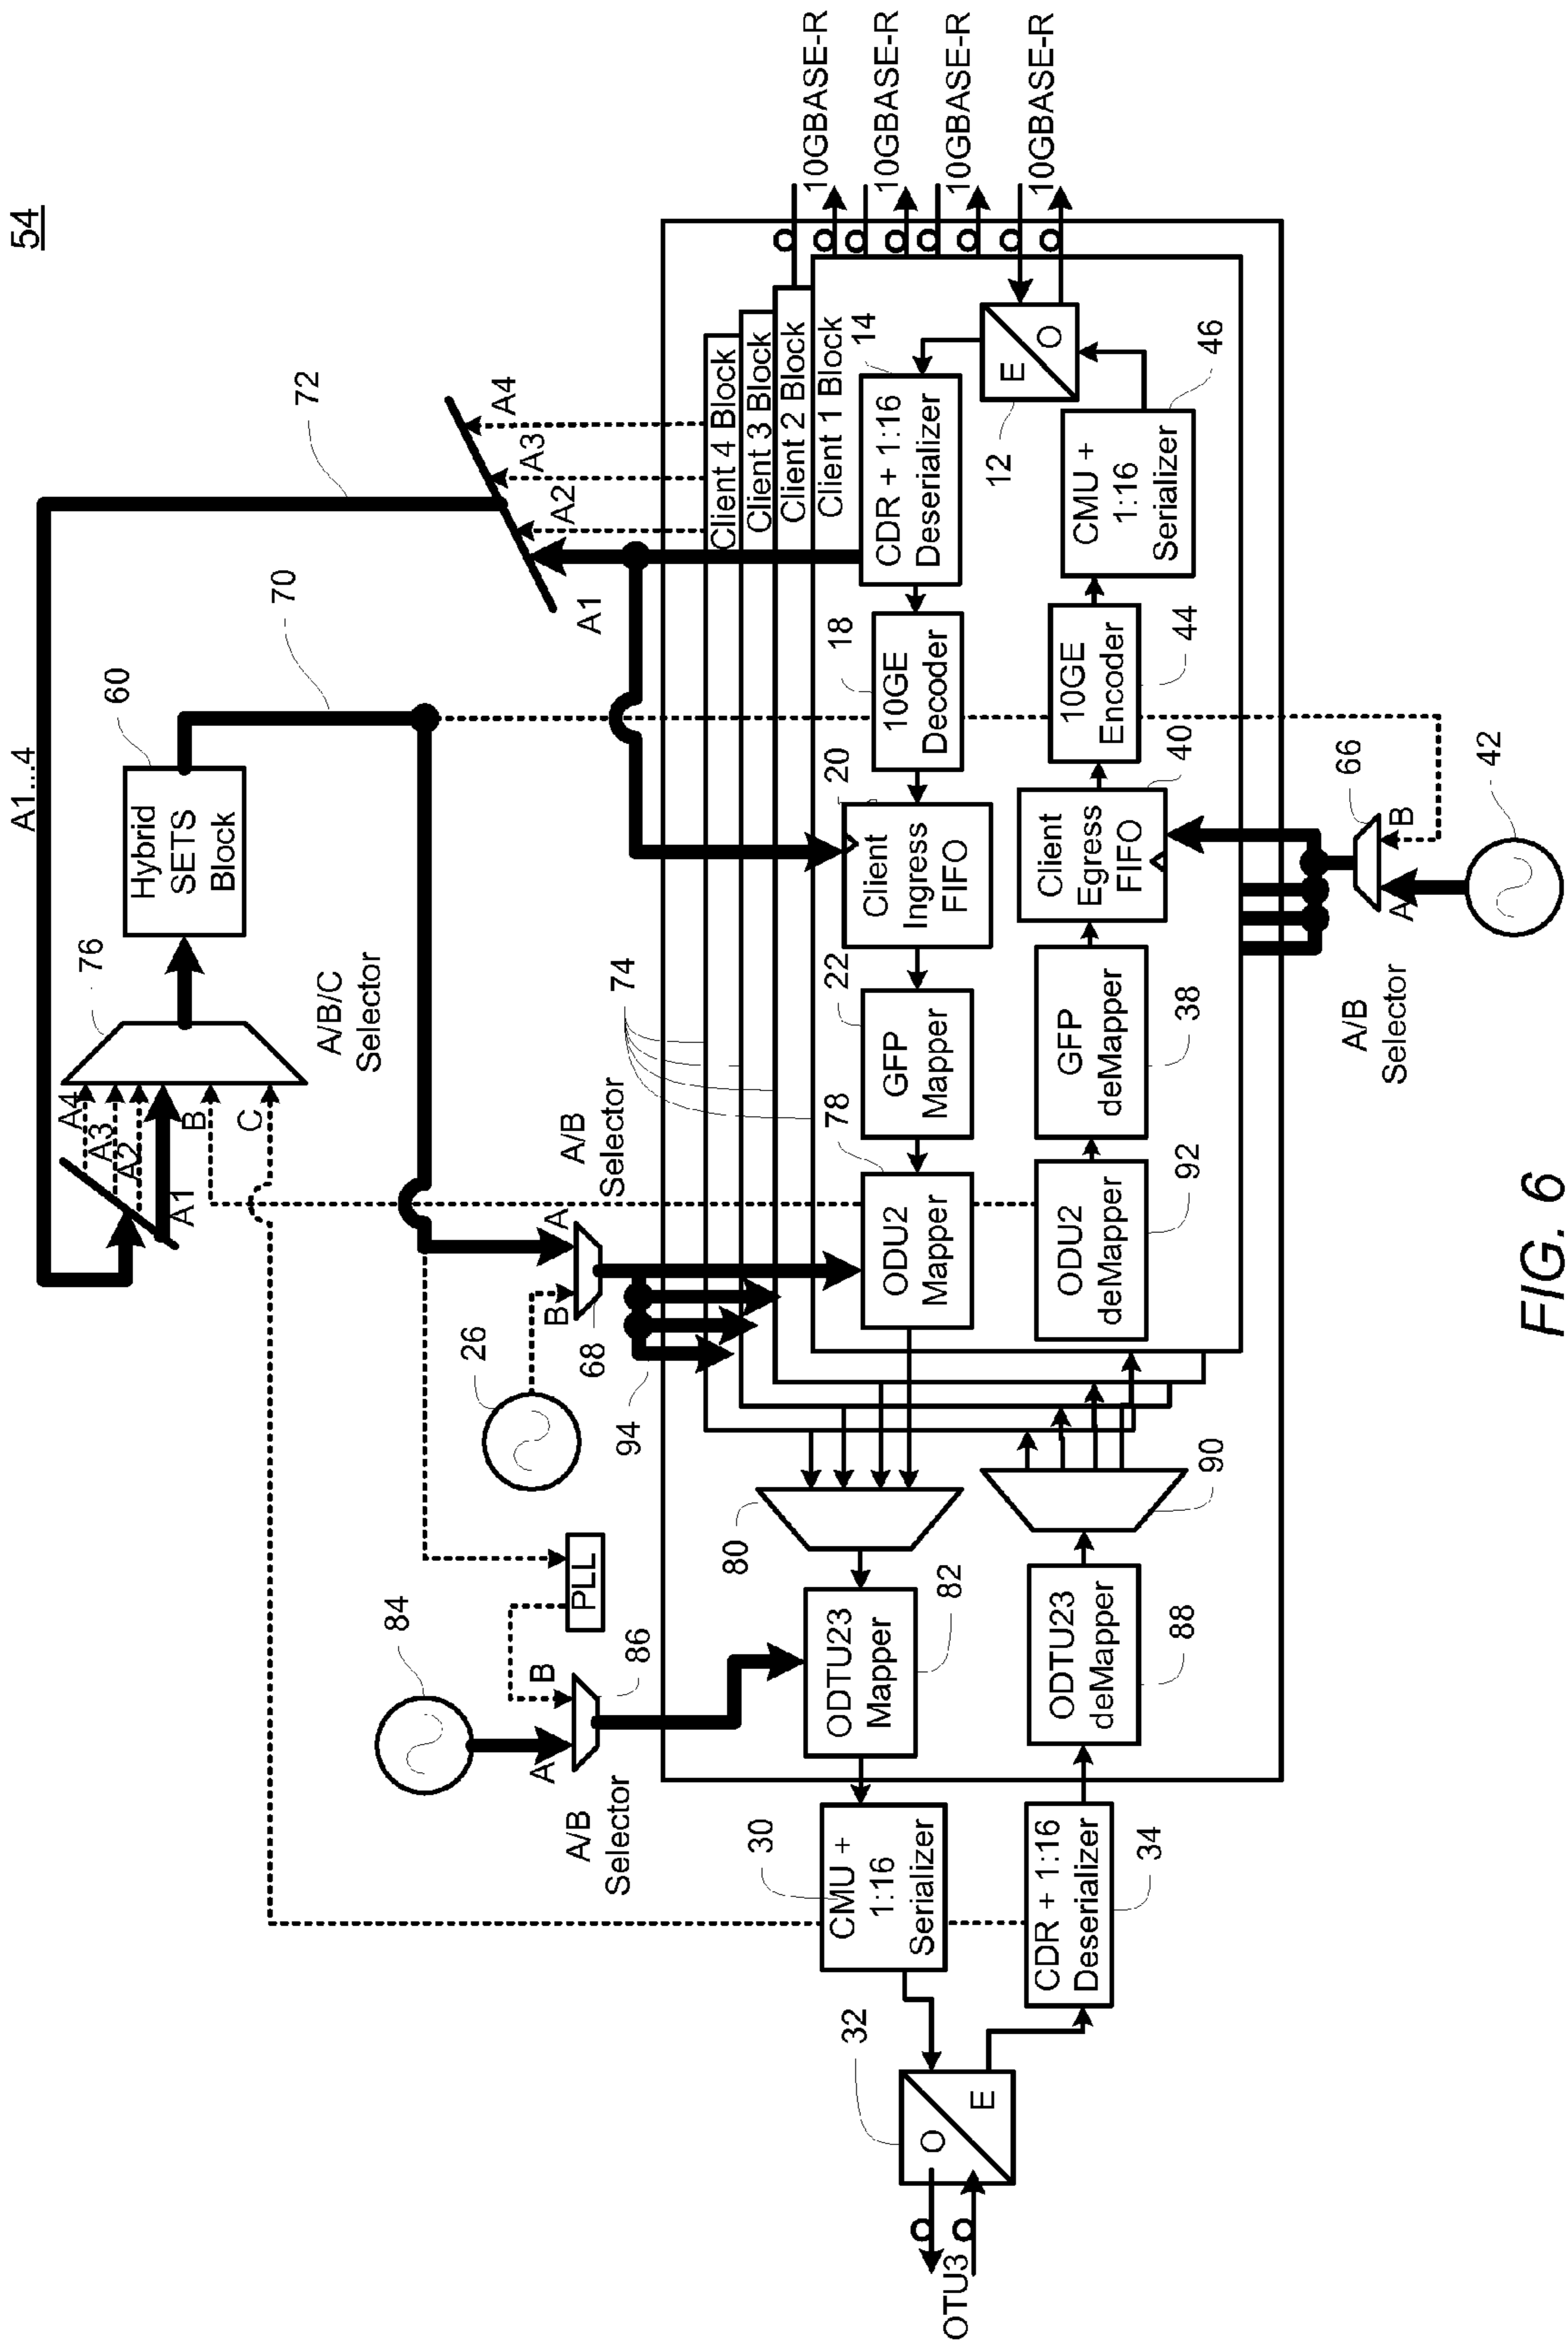 54
A1...4
72
76
60
Hybrid
SETS
Block
70
A4
A3
A2
A1
B
C
A/B/C
Selector
A4
A3
A2
A1
84
26
A/B
Selector
B
A
68
94
74
PLL
B
A
86
A/B
Selector
Client 4 Block
Client 3 Block
Client 2 Block
Client 1 Block
10GBASE-R
10GBASE-R
10GBASE-R
10GBASE-R
30
CMU +
1:16
Serializer
ODTU23
Mapper
82
80
78
ODU2
Mapper
22
GFP
Mapper
20
Client
Ingress
FIFO
18
10GE
Decoder
14
CDR + 1:16
Deserializer
E
O
12
32
O
E
OTU3
CDR + 1:16
Deserializer
34
ODTU23
deMapper
88
90
ODU2
deMapper
92
GFP
deMapper
38
Client
Egress
FIFO
40
10GE
Encoder
44
CMU +
1:16
Serializer
46
A/B
Selector
A
B
66
42
FIG. 6